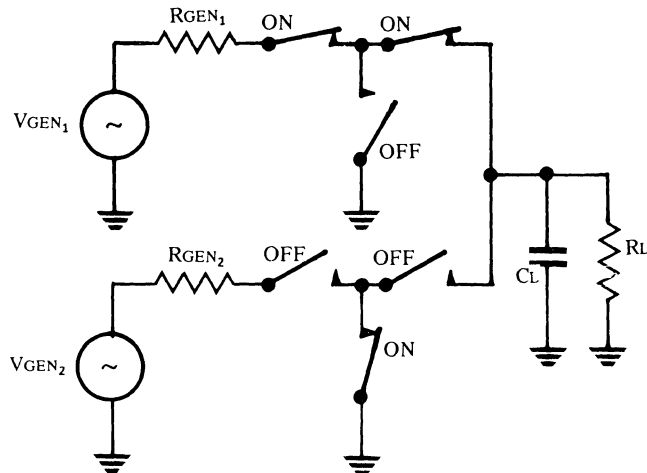 RGEN₁
ON
ON
VGEN₁
~
OFF
RGEN₂
OFF
OFF
CL
RL
VGEN₂
~
ON